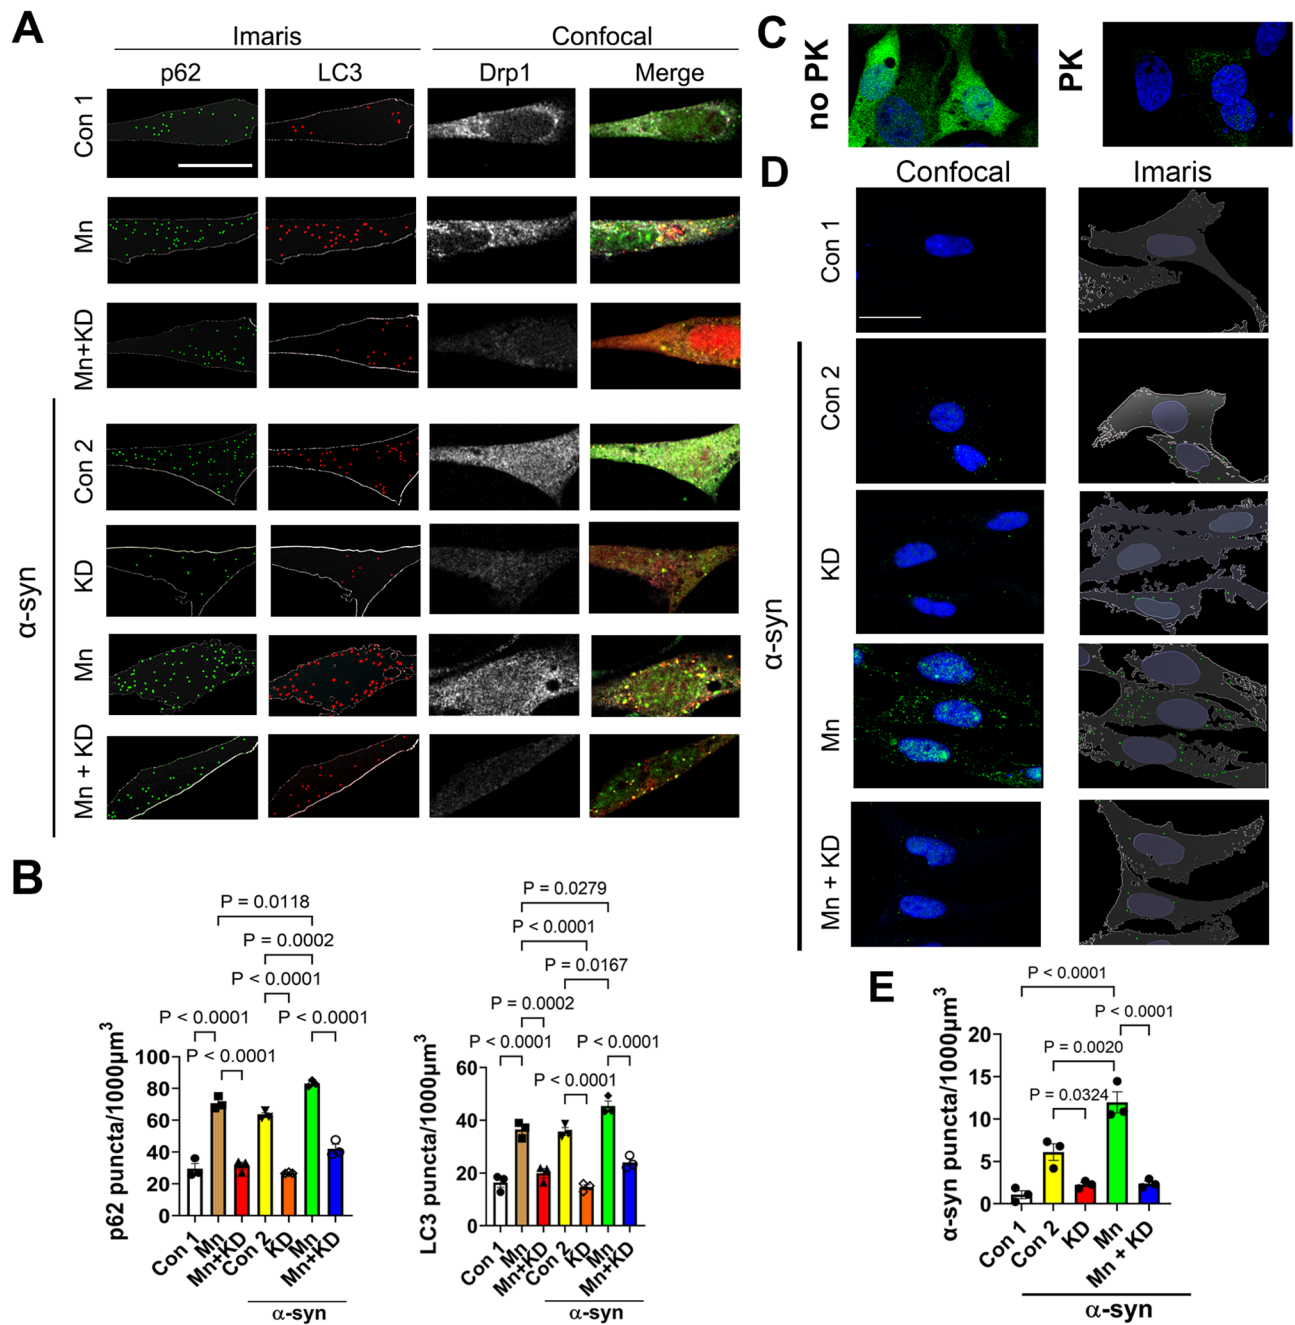 A
Imaris
Confocal
p62
LC3
Drp1
Merge
Con 1
Mn
Mn+KD
α-syn
Con 2
KD
Mn
Mn + KD
B
P = 0.0118
P = 0.0002
P < 0.0001
P < 0.0001
P < 0.0001
P < 0.0001
p62 puncta/1000µm³
100
80
60
40
20
0
Con 1
Mn
Mn+KD
Con 2
KD
Mn
Mn+KD
α-syn
P = 0.0279
P < 0.0001
P = 0.0167
P = 0.0002
P < 0.0001
P < 0.0001
P < 0.0001
LC3 puncta/1000µm³
60
40
20
0
Con 1
Mn
Mn+KD
Con 2
KD
Mn
Mn+KD
α-syn
C
no PK
PK
D
Confocal
Imaris
Con 1
α-syn
Con 2
KD
Mn
Mn + KD
E
P < 0.0001
P < 0.0001
P = 0.0020
P = 0.0324
α-syn puncta/1000µm³
20
15
10
5
0
Con 1
Con 2
KD
Mn
Mn + KD
α-syn